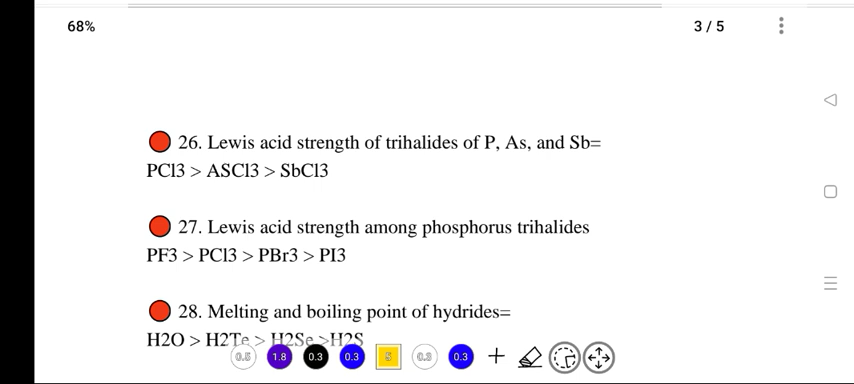 68%
3 / 5
26. Lewis acid strength of trihalides of P, As, and Sb=
PCl3 > ASCl3 > SbCl3
27. Lewis acid strength among phosphorus trihalides
PF3 > PCl3 > PBr3 > PI3
28. Melting and boiling point of hydrides=
H2O > H2Te > H2Se >H2S
0.5 1.8 0.3 0.3 5 0.3 0.3